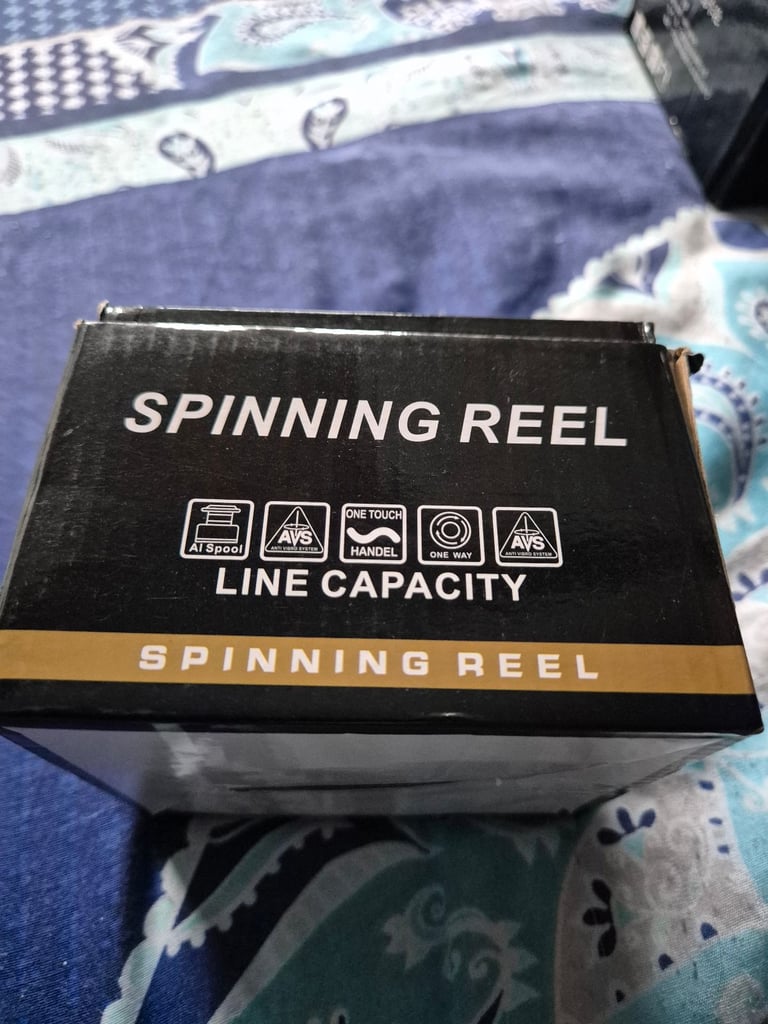 SPINNING REEL
Al Spool
AVS
ANTI VIBRO SYSTEM
ONE TOUCH
HANDEL
ONE WAY
AVS
ANTI VIBRO SYSTEM
LINE CAPACITY
SPINNING REEL